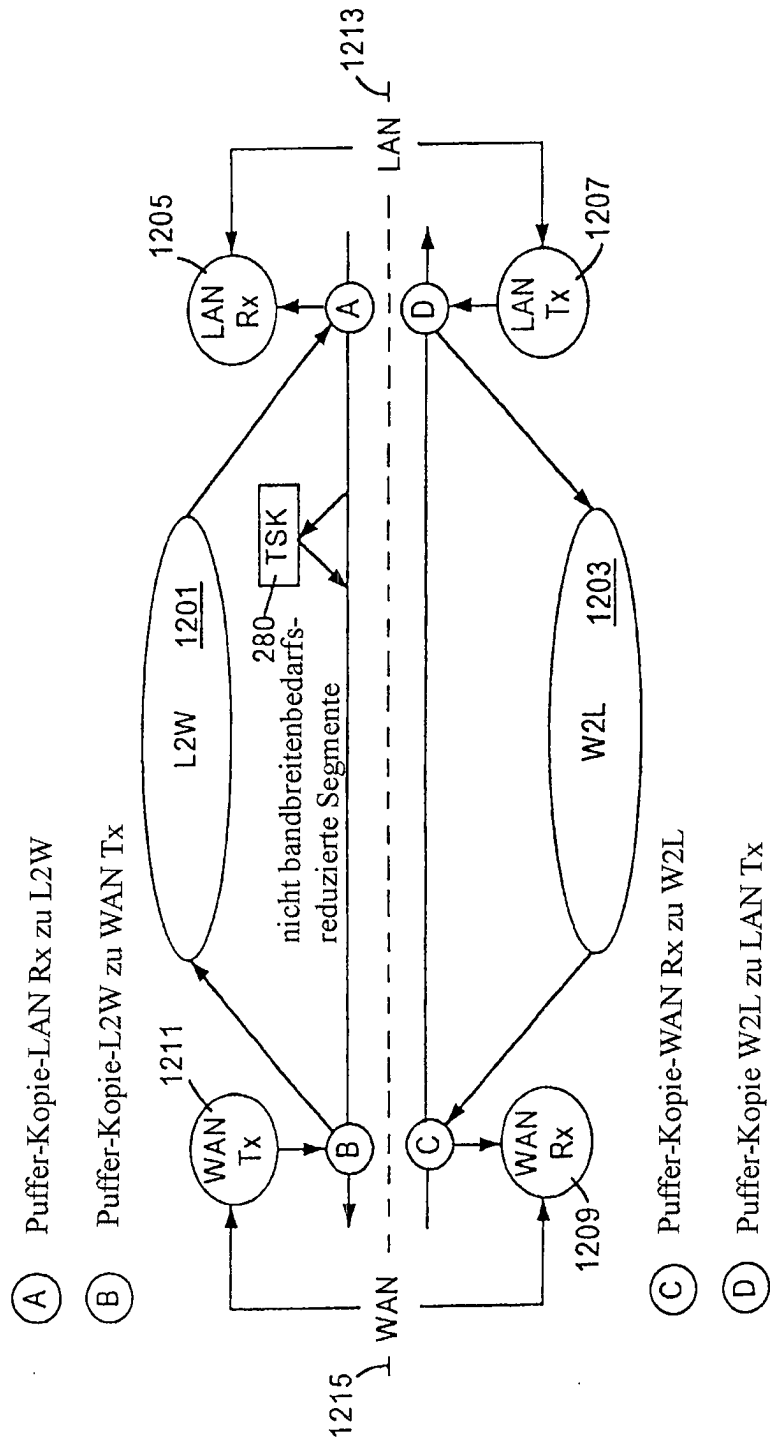 (A) Puffer-Kopie-LAN Rx zu L2W
(B) Puffer-Kopie-L2W zu WAN Tx
1211
WAN
Tx
L2W
1201
1205
LAN
Rx
280
TSK
nicht bandbreitenbedarfs-
reduzierte Segmente
B
A
1215
WAN
LAN
1213
C
D
WAN
Rx
1209
W2L
1203
LAN
Tx
1207
(C) Puffer-Kopie-WAN Rx zu W2L
(D) Puffer-Kopie W2L zu LAN Tx